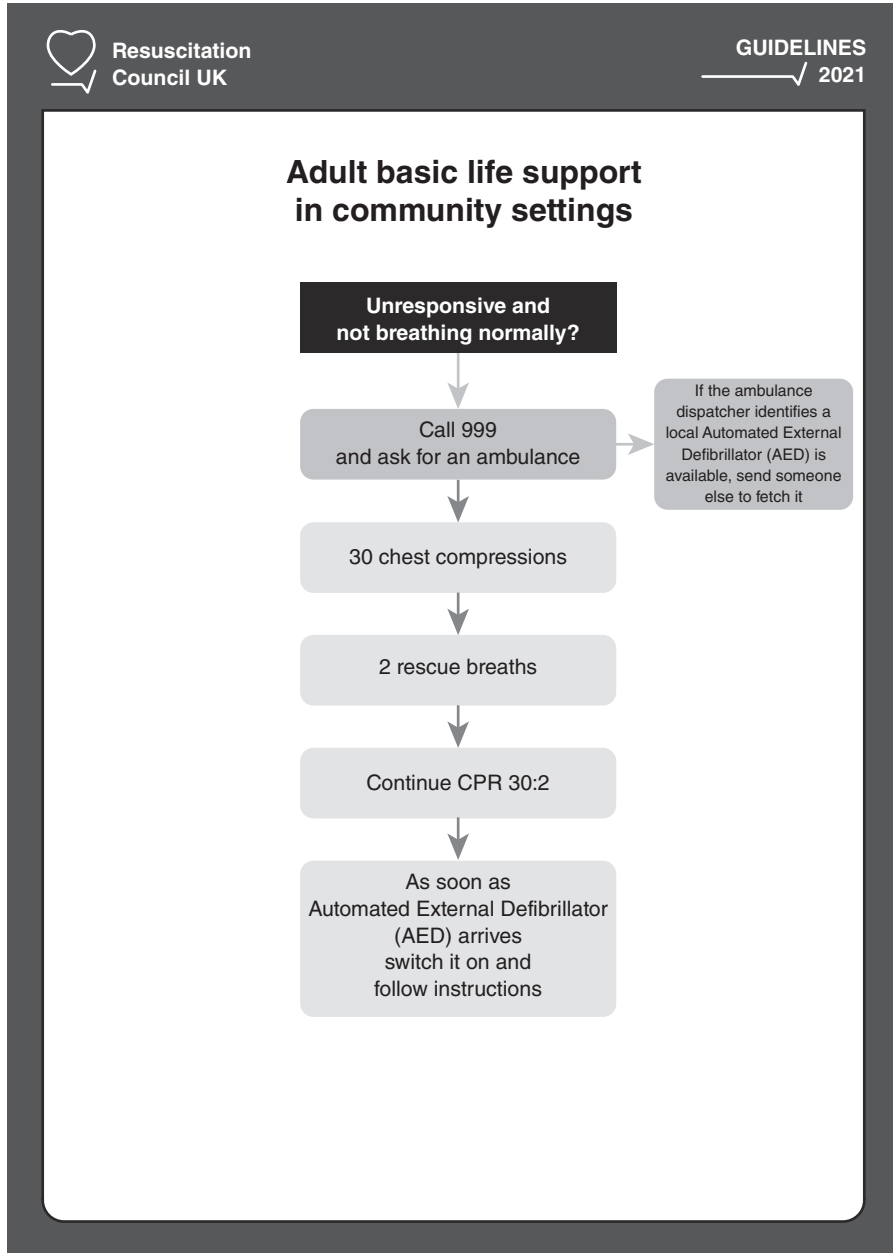 Resuscitation
Council UK
GUIDELINES
2021
Adult basic life support
in community settings
Unresponsive and
not breathing normally?
Call 999
and ask for an ambulance
If the ambulance
dispatcher identifies a
local Automated External
Defibrillator (AED) is
available, send someone
else to fetch it
30 chest compressions
2 rescue breaths
Continue CPR 30:2
As soon as
Automated External Defibrillator
(AED) arrives
switch it on and
follow instructions